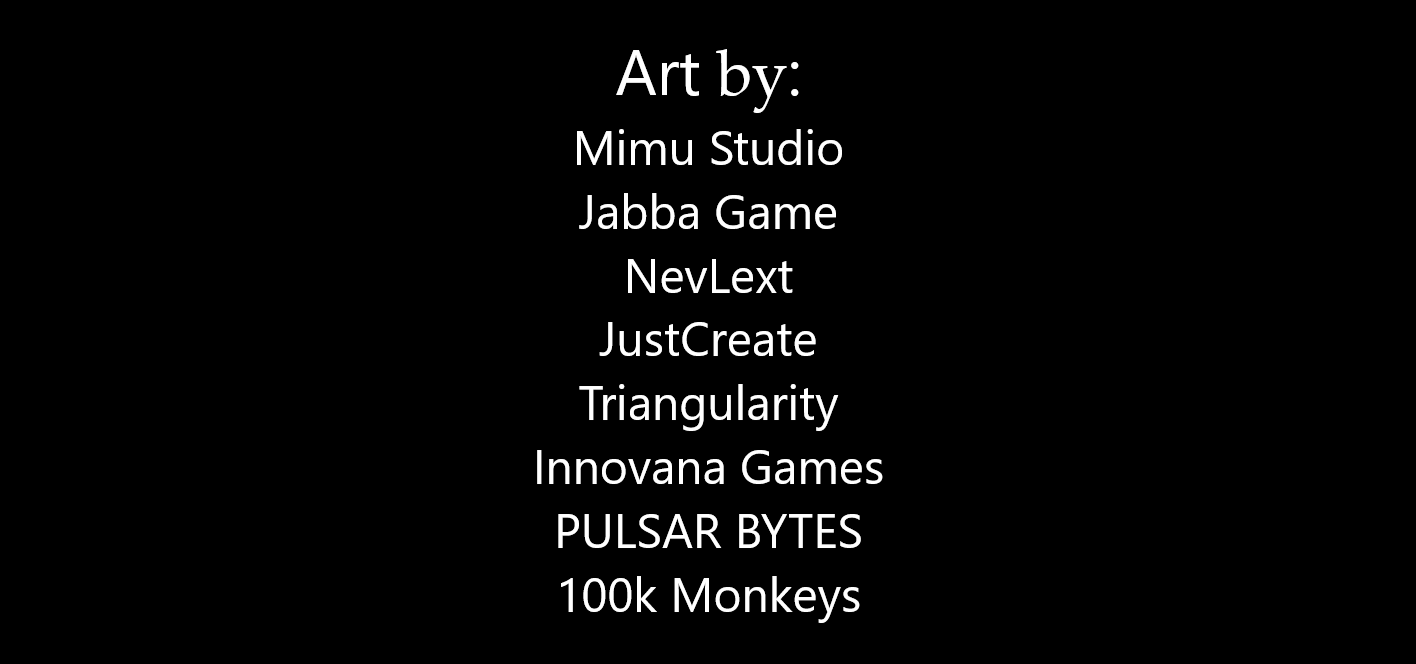 Art by:
Mimu Studio
Jabba Game
NevLext
JustCreate
Triangularity
Innovana Games
PULSAR BYTES
100k Monkeys